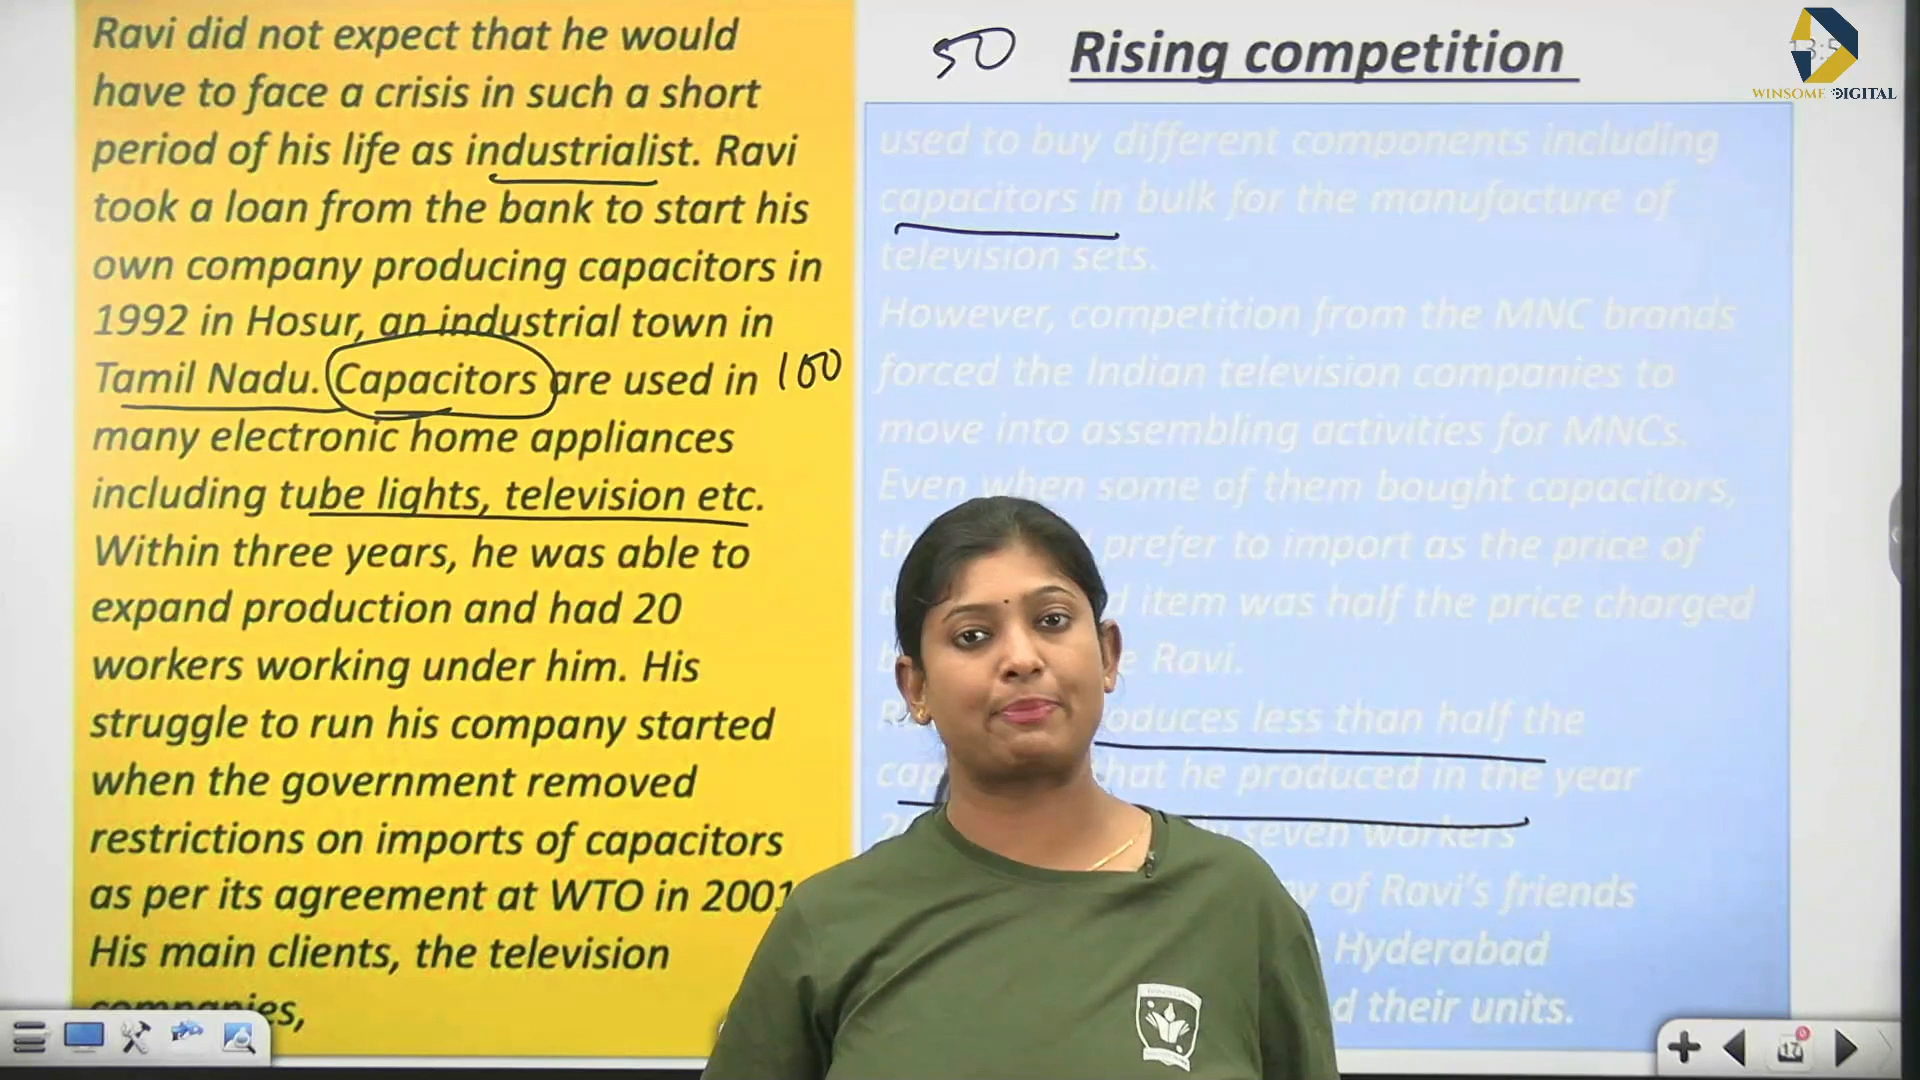 Ravi did not expect that he would
have to face a crisis in such a short
period of his life as industrialist. Ravi
took a loan from the bank to start his
own company producing capacitors in
1992 in Hosur, an industrial town in
Tamil Nadu. Capacitors are used in 100
many electronic home appliances
including tube lights, television etc.
Within three years, he was able to
expand production and had 20
workers working under him. His
struggle to run his company started
when the government removed
restrictions on imports of capacitors
as per its agreement at WTO in 2001
His main clients, the television
companies,
50 Rising competition
used to buy different components including
capacitors in bulk for the manufacture of
television sets.
However, competition from the MNC brands
forced the Indian television companies to
move into assembling activities for MNCs.
Even when some of them bought capacitors,
prefer to import as the price of
item was half the price charged
Ravi.
less than half the
that he produced in the year
seven workers
of Ravi's friends
Hyderabad
their units.
WINSOME DIGITAL
17